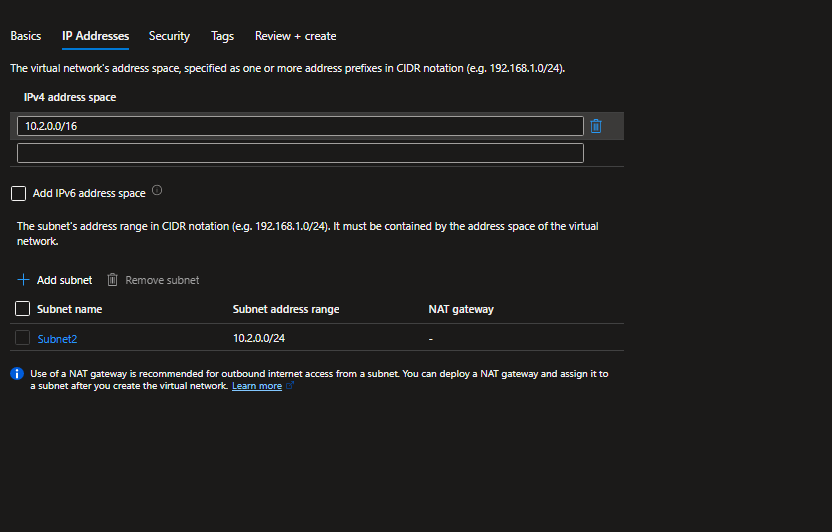 Basics IP Addresses Security Tags Review + create
The virtual network's address space, specified as one or more address prefixes in CIDR notation (e.g. 192.168.1.0/24).
IPv4 address space
10.2.0.0/16
Add IPv6 address space
The subnet's address range in CIDR notation (e.g. 192.168.1.0/24). It must be contained by the address space of the virtual
network.
+ Add subnet Remove subnet
Subnet name Subnet address range NAT gateway
Subnet2 10.2.0.0/24 -
Use of a NAT gateway is recommended for outbound internet access from a subnet. You can deploy a NAT gateway and assign it to
a subnet after you create the virtual network. Learn more